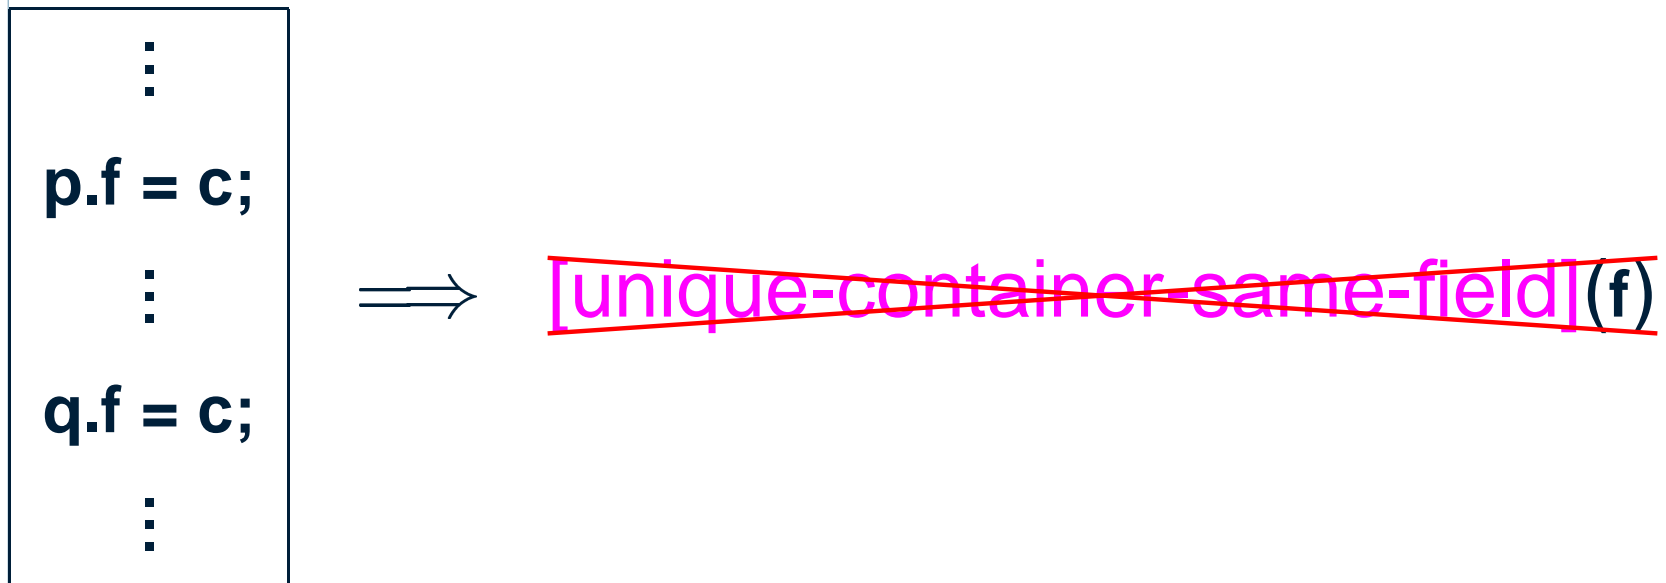 ⋮
p.f = c;
⋮
q.f = c;
⋮
⟹ [unique-container-same-field](f)